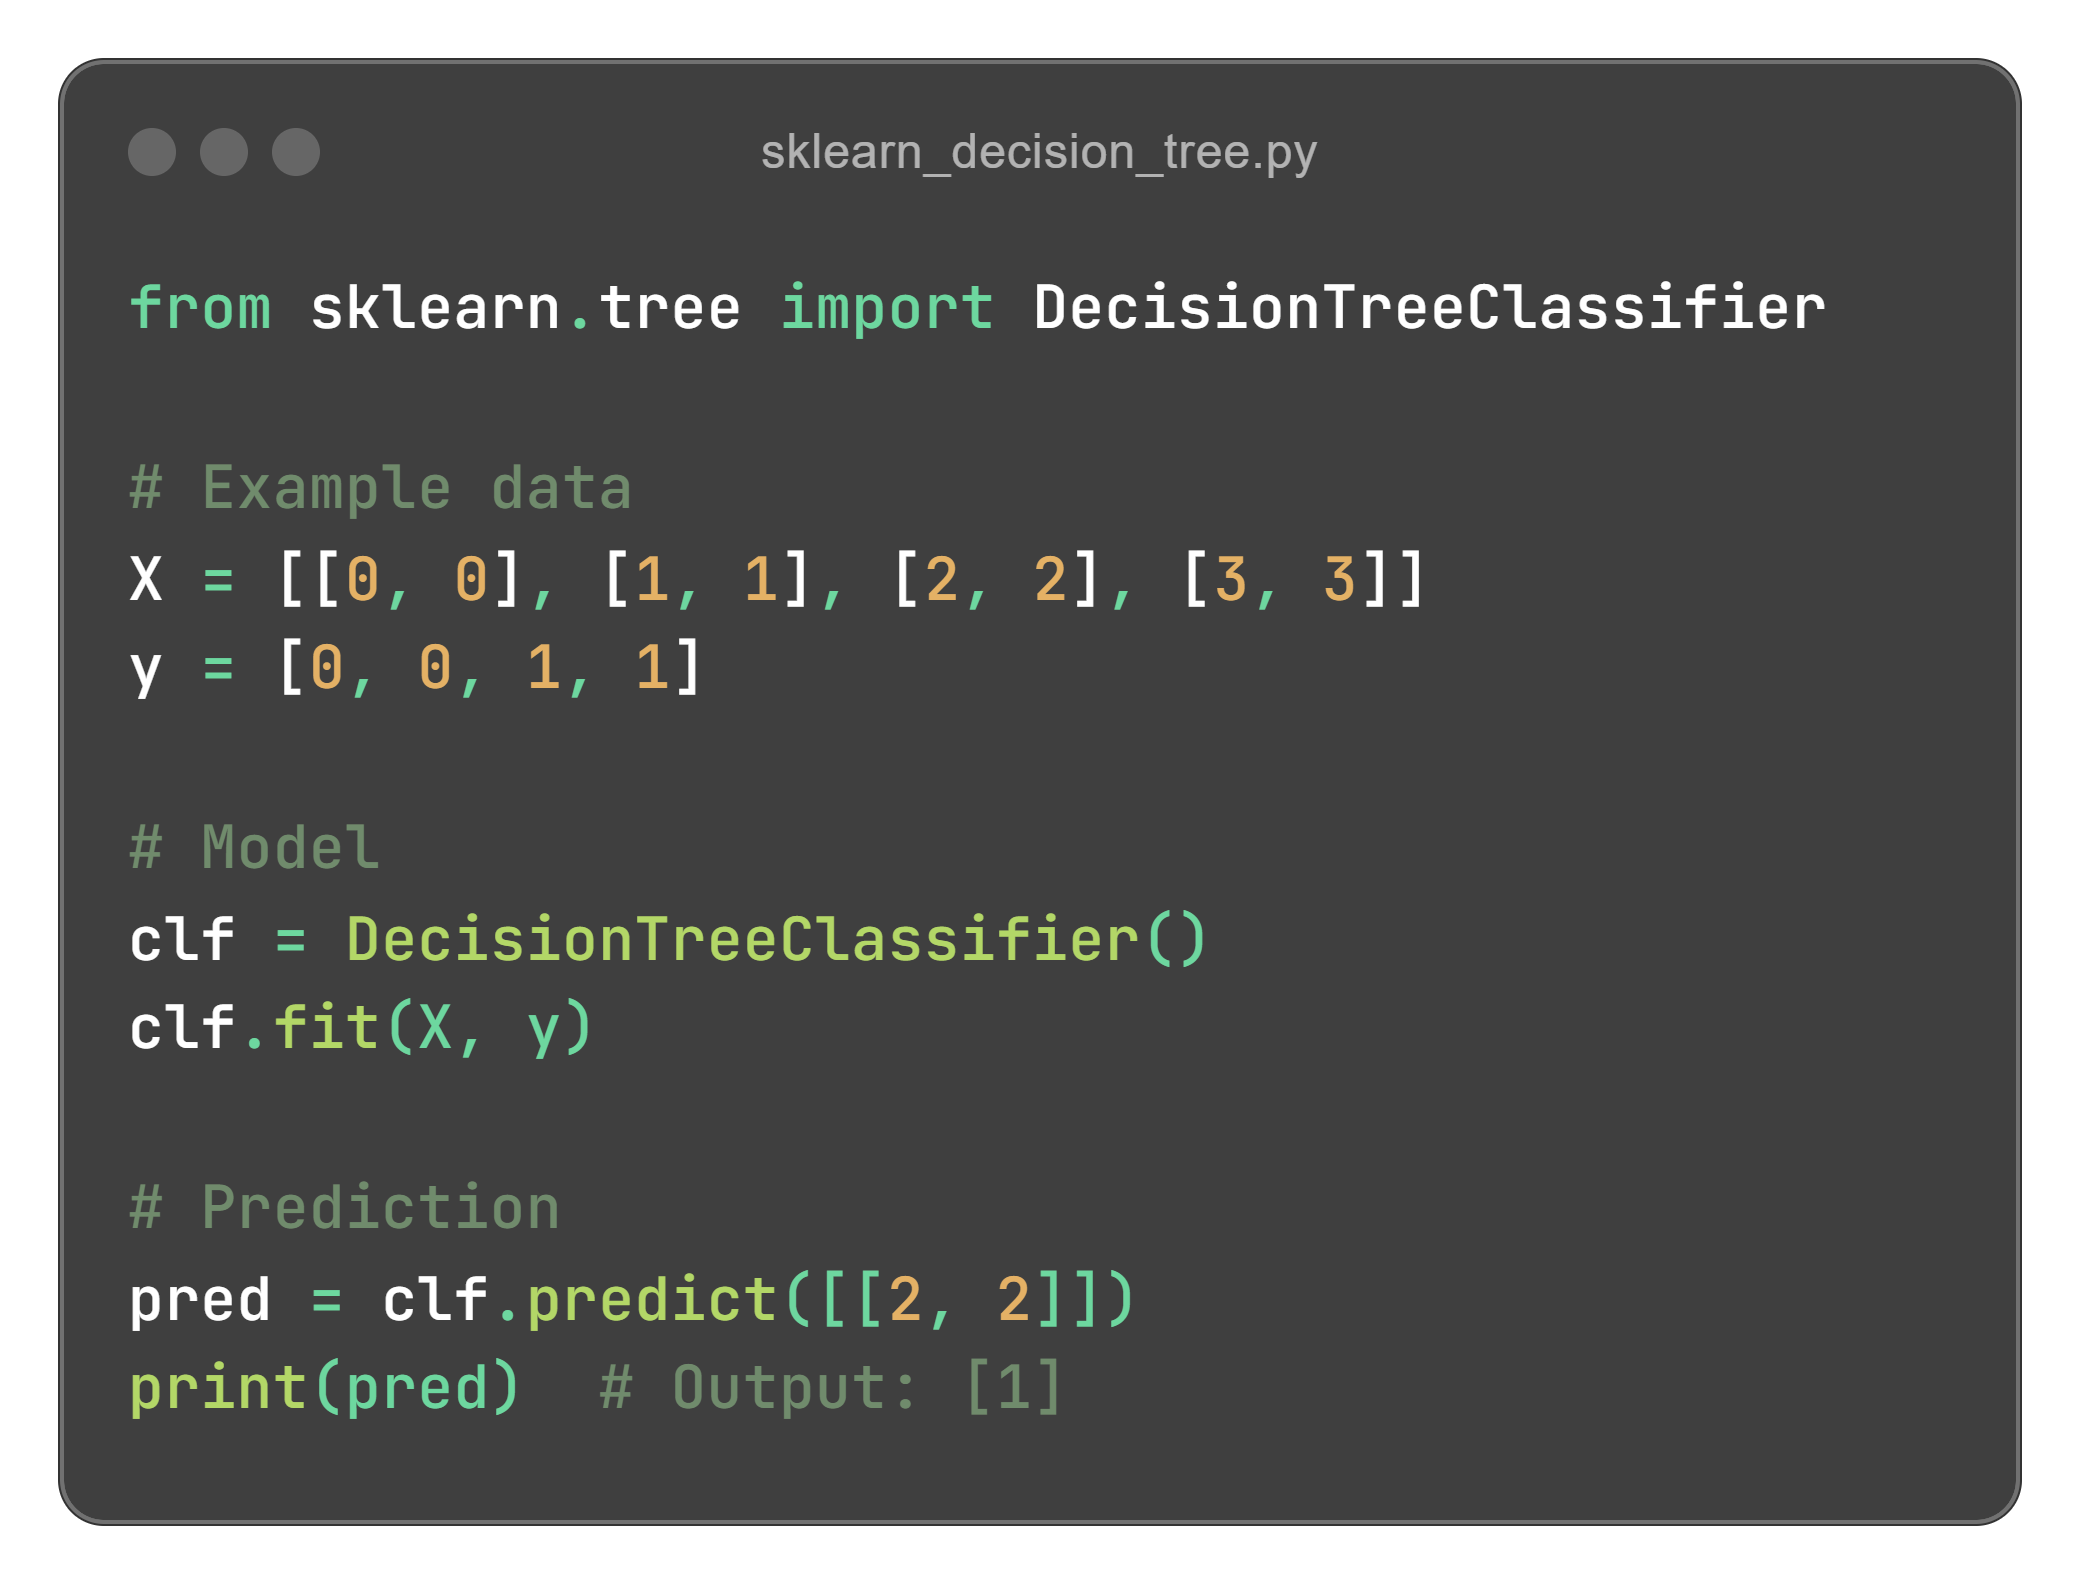 sklearn_decision_tree.py
from sklearn.tree import DecisionTreeClassifier
# Example data
X = [[0, 0], [1, 1], [2, 2], [3, 3]]
y = [0, 0, 1, 1]
# Model
clf = DecisionTreeClassifier()
clf.fit(X, y)
# Prediction
pred = clf.predict([[2, 2]])
print(pred)  # Output: [1]